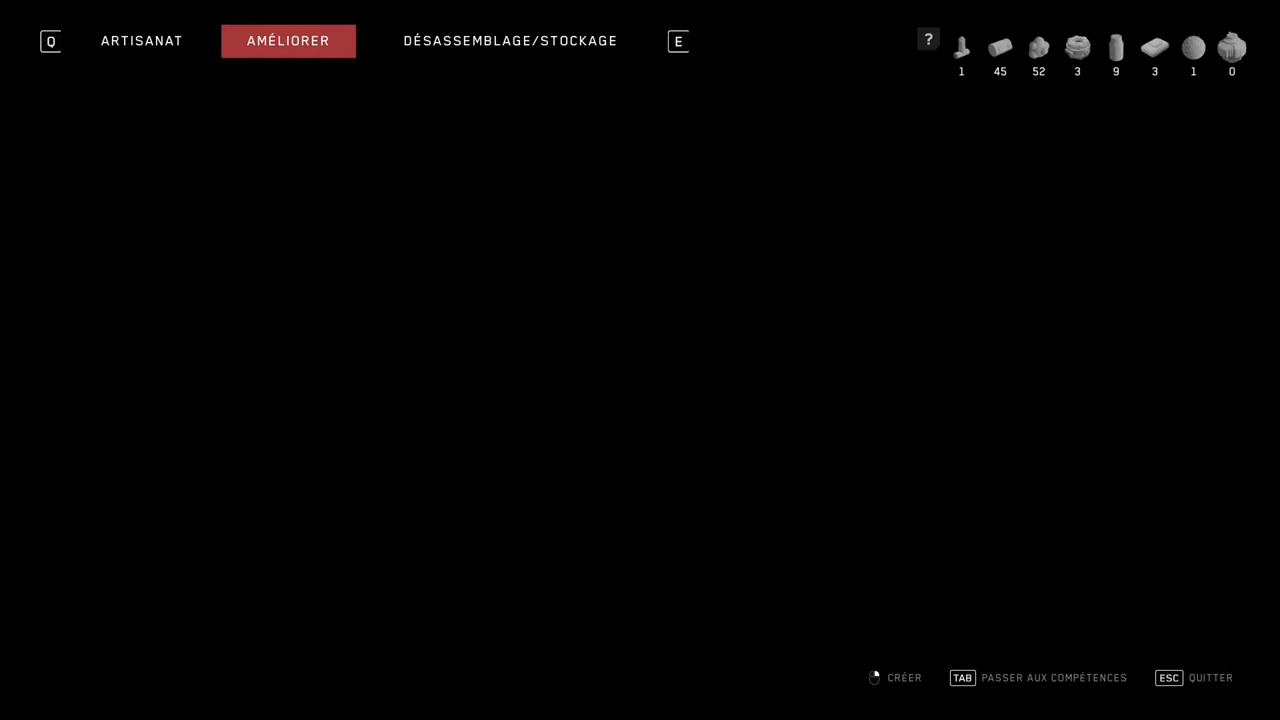 Q ARTISANAT AMÉLIORER DÉSASSEMBLAGE/STOCKAGE E ?
1 45 52 3 9 3 1 0
CRÉER TAB PASSER AUX COMPÉTENCES ESC QUITTER